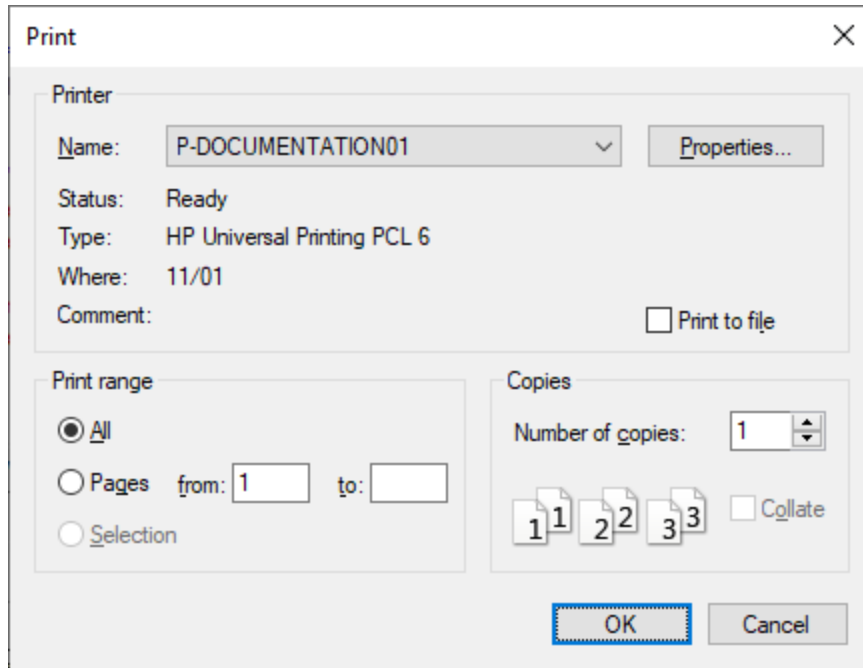 Print
Printer
Name: P-DOCUMENTATION01 Properties...
Status: Ready
Type: HP Universal Printing PCL 6
Where: 11/01
Comment: Print to file
Print range
All
Pages from: 1 to:
Selection
Copies
Number of copies: 1
1 1 2 2 3 3 Collate
OK Cancel